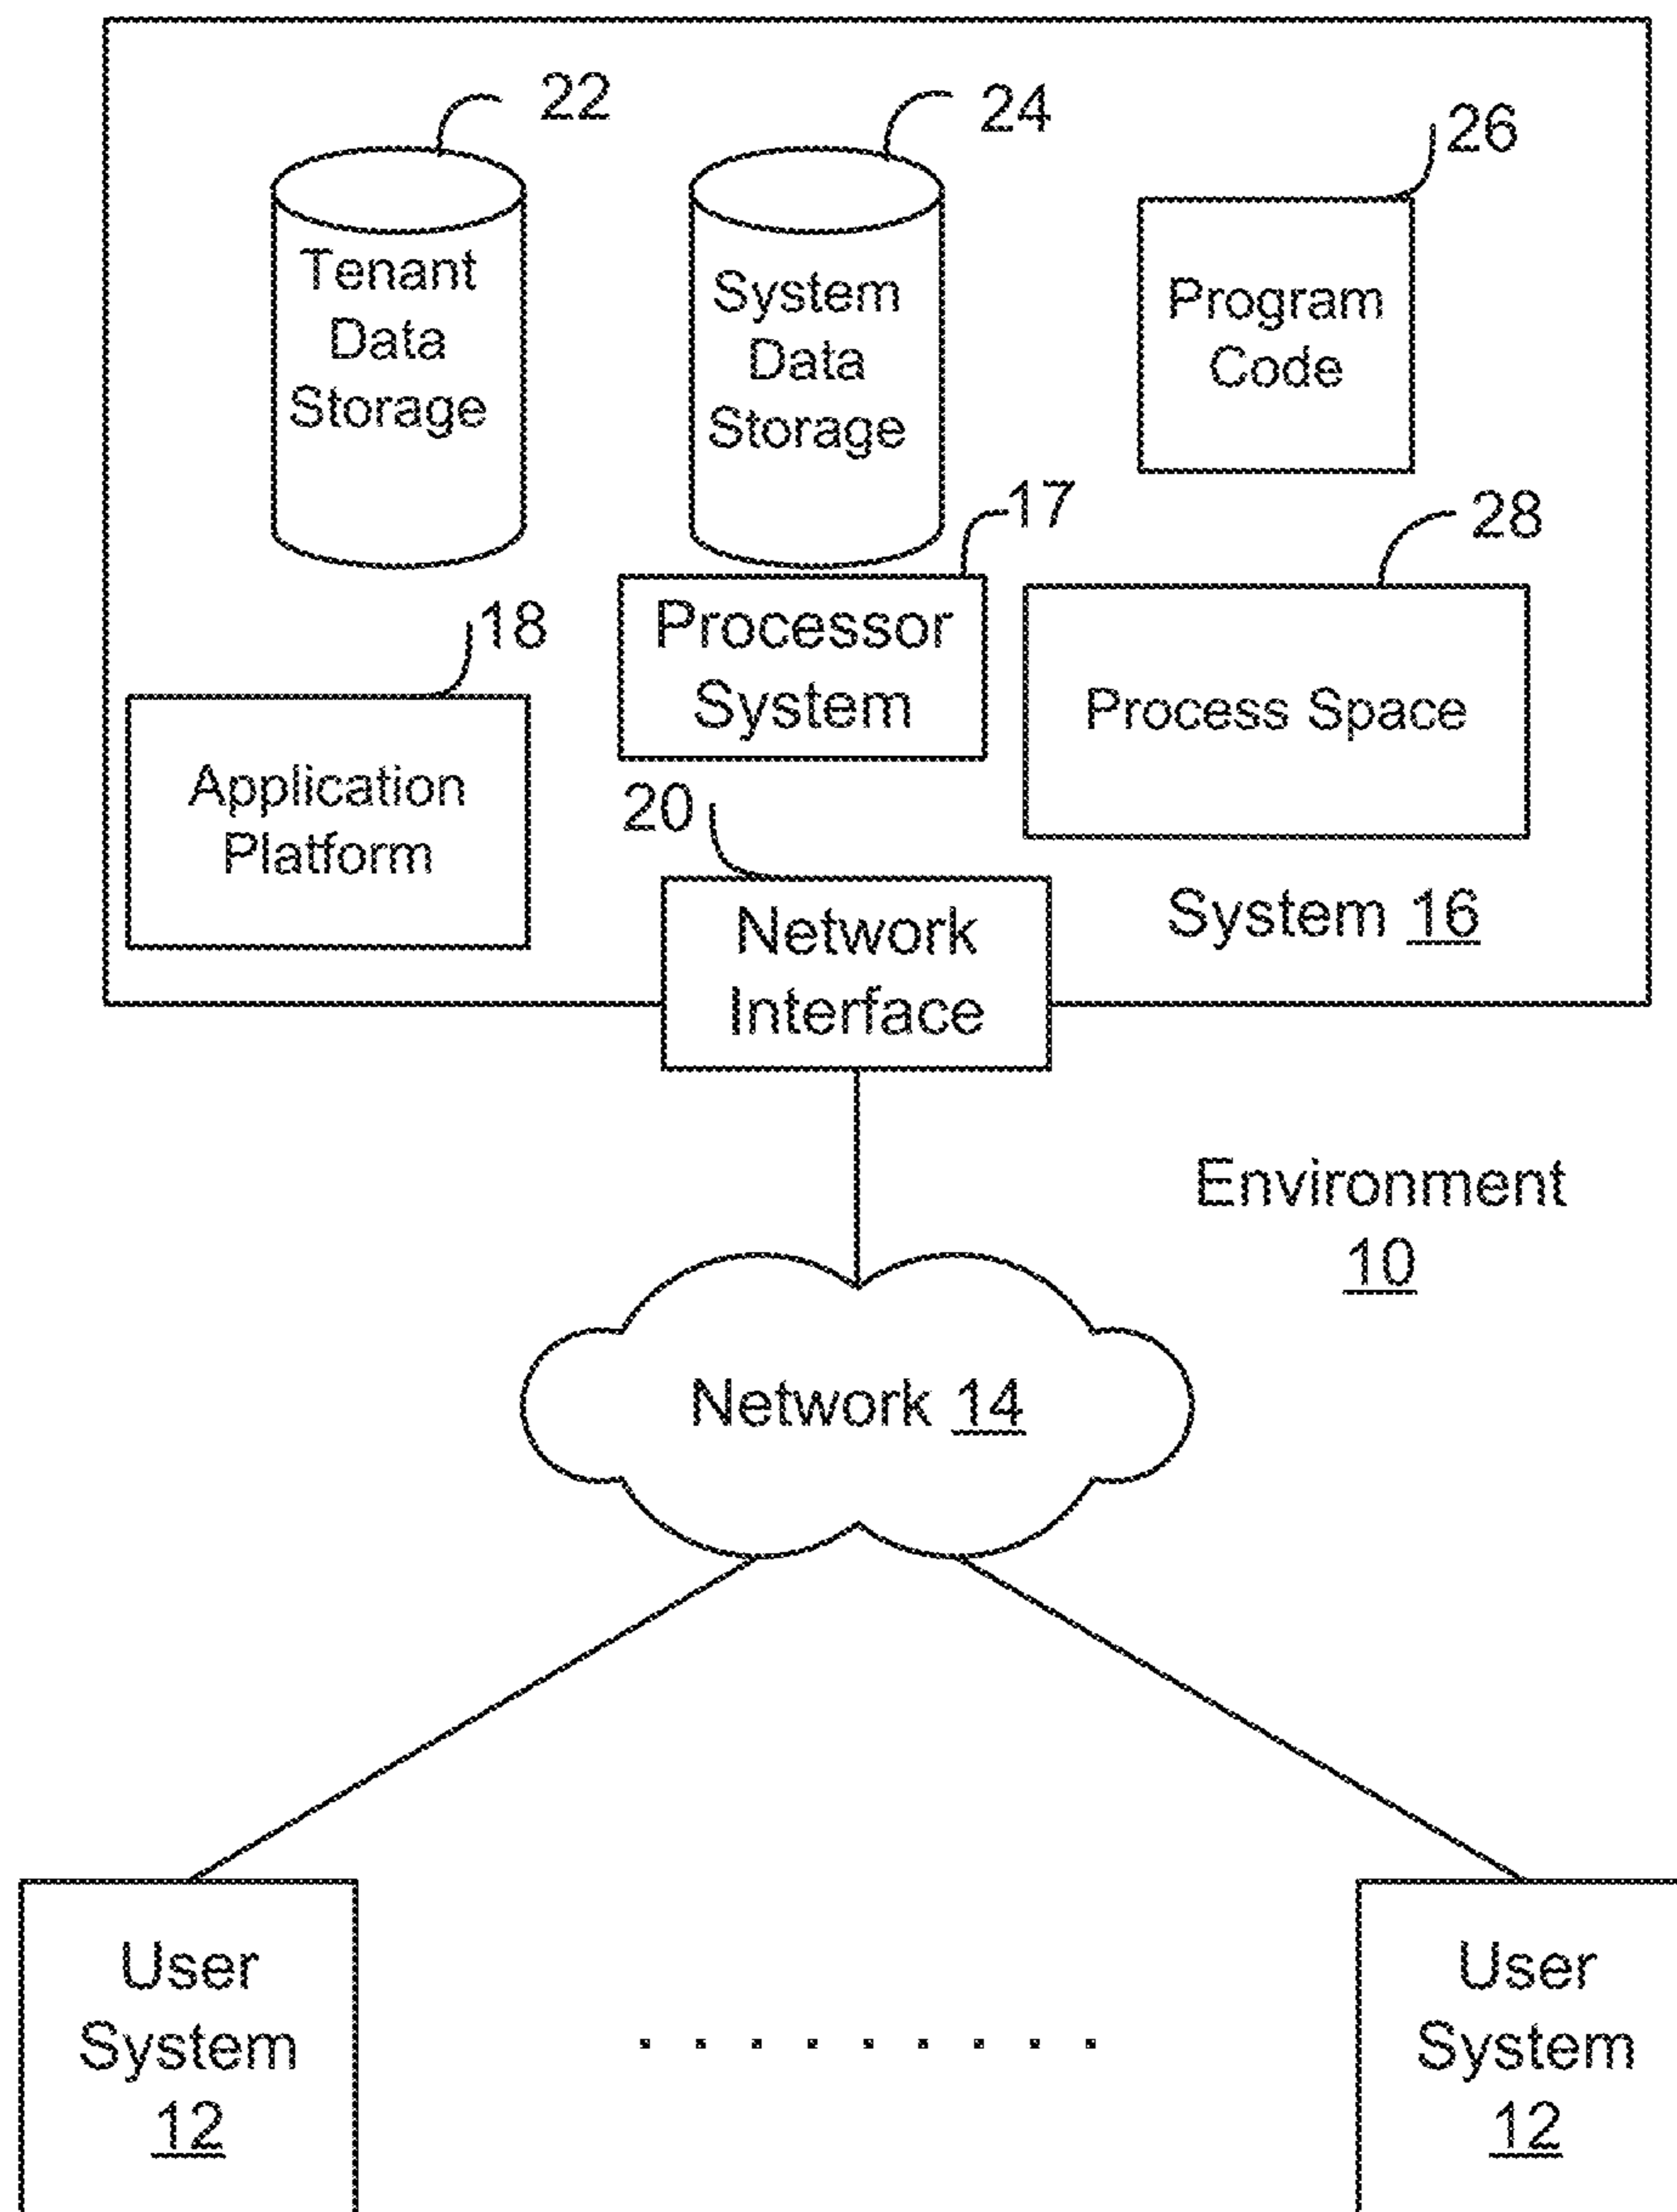 22
24
26
Tenant
Data
Storage
System
Data
Storage
Program
Code
17
28
18
Processor
System
Process Space
Application
Platform
20
Network
Interface
System 16
Environment
10
Network 14
User
System
12
User
System
12